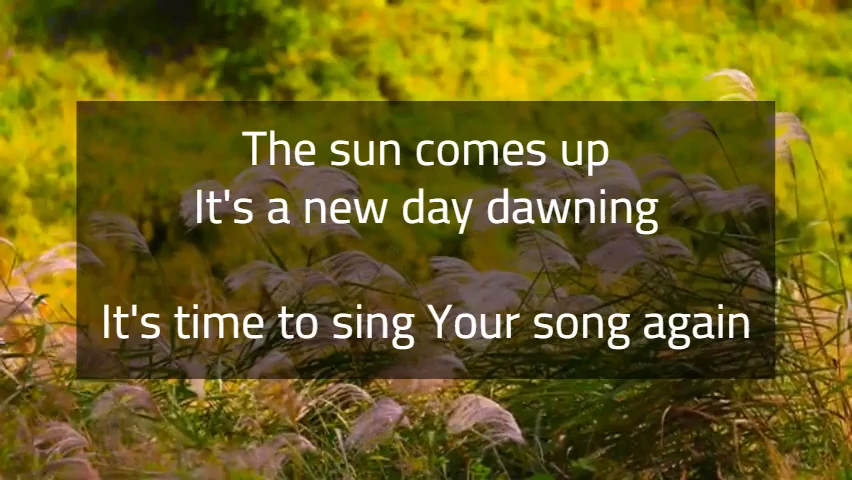 The sun comes up
It's a new day dawning
It's time to sing Your song again